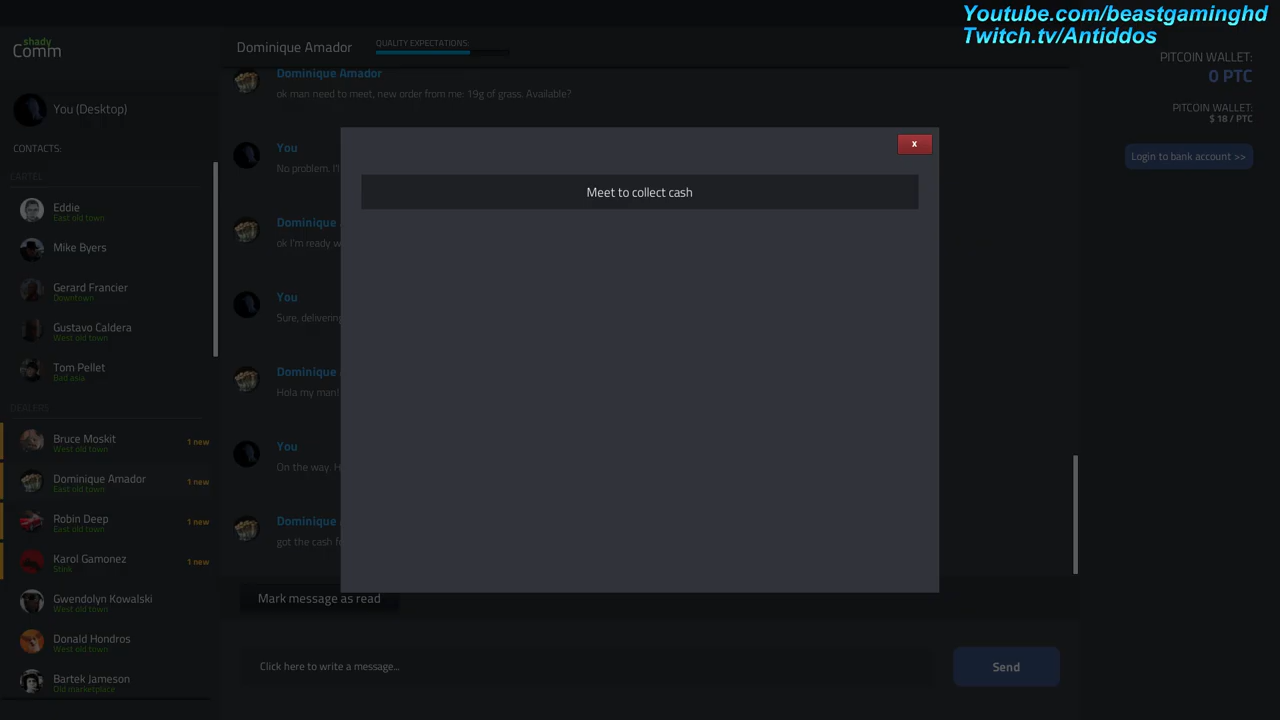 Youtube.com/beastgaminghd
Twitch.tv/Antiddos
shady
Comm
You (Desktop)
CONTACTS:
CARTEL
Eddie
East old town
Mike Byers
Gerard Francier
Downtown
Gustavo Caldera
West old town
Tom Pellet
Bad asia
DEALERS
Bruce Moskit
West old town
1 new
Dominique Amador
East old town
1 new
Robin Deep
East old town
1 new
Karol Gamonez
Stink
1 new
Gwendolyn Kowalski
West old town
Donald Hondros
West old town
Bartek Jameson
Old marketplace
Dominique Amador
QUALITY EXPECTATIONS:
Dominique Amador
ok man need to meet, new order from me: 19g of grass. Available?
You
No problem.
Dominique
ok I'm ready
You
Sure, delivering
Dominique
Hola my man!
You
On the way.
Dominique
got the cash
x
Meet to collect cash
Mark message as read
Click here to write a message...
Send
PITCOIN WALLET:
0 PTC
PITCOIN WALLET:
$ 18 / PTC
Login to bank account >>